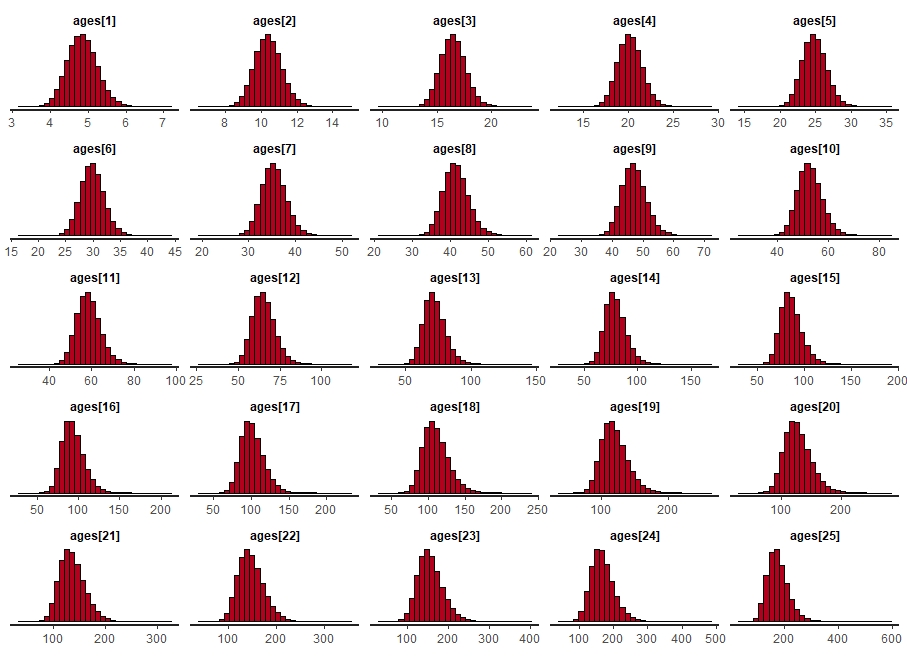 ages[1] ages[2] ages[3] ages[4] ages[5]
3 4 5 6 7 8 10 12 14 10 15 20 15 20 25 30 15 20 25 30 35
ages[6] ages[7] ages[8] ages[9] ages[10]
15 20 25 30 35 40 45 20 30 40 50 20 30 40 50 60 20 30 40 50 60 70 40 60 80
ages[11] ages[12] ages[13] ages[14] ages[15]
40 60 80 100 25 50 75 100 50 100 150 50 100 150 50 100 150 200
ages[16] ages[17] ages[18] ages[19] ages[20]
50 100 150 200 50 100 150 200 50 100 150 200 250 100 200 100 200
ages[21] ages[22] ages[23] ages[24] ages[25]
100 200 300 100 200 300 100 200 300 400 100 200 300 400 500 200 400 600